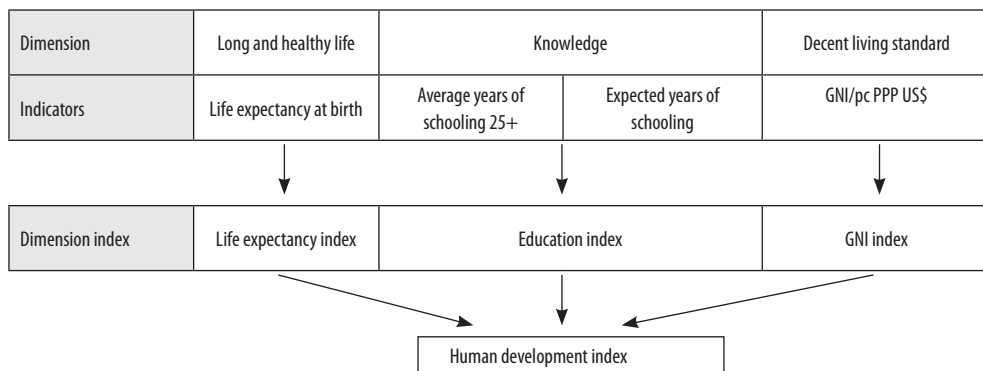 Dimension
Long and healthy life
Knowledge
Decent living standard
Indicators
Life expectancy at birth
Average years of
schooling 25+
Expected years of
schooling
GNI/pc PPP US$
Dimension index
Life expectancy index
Education index
GNI index
Human development index